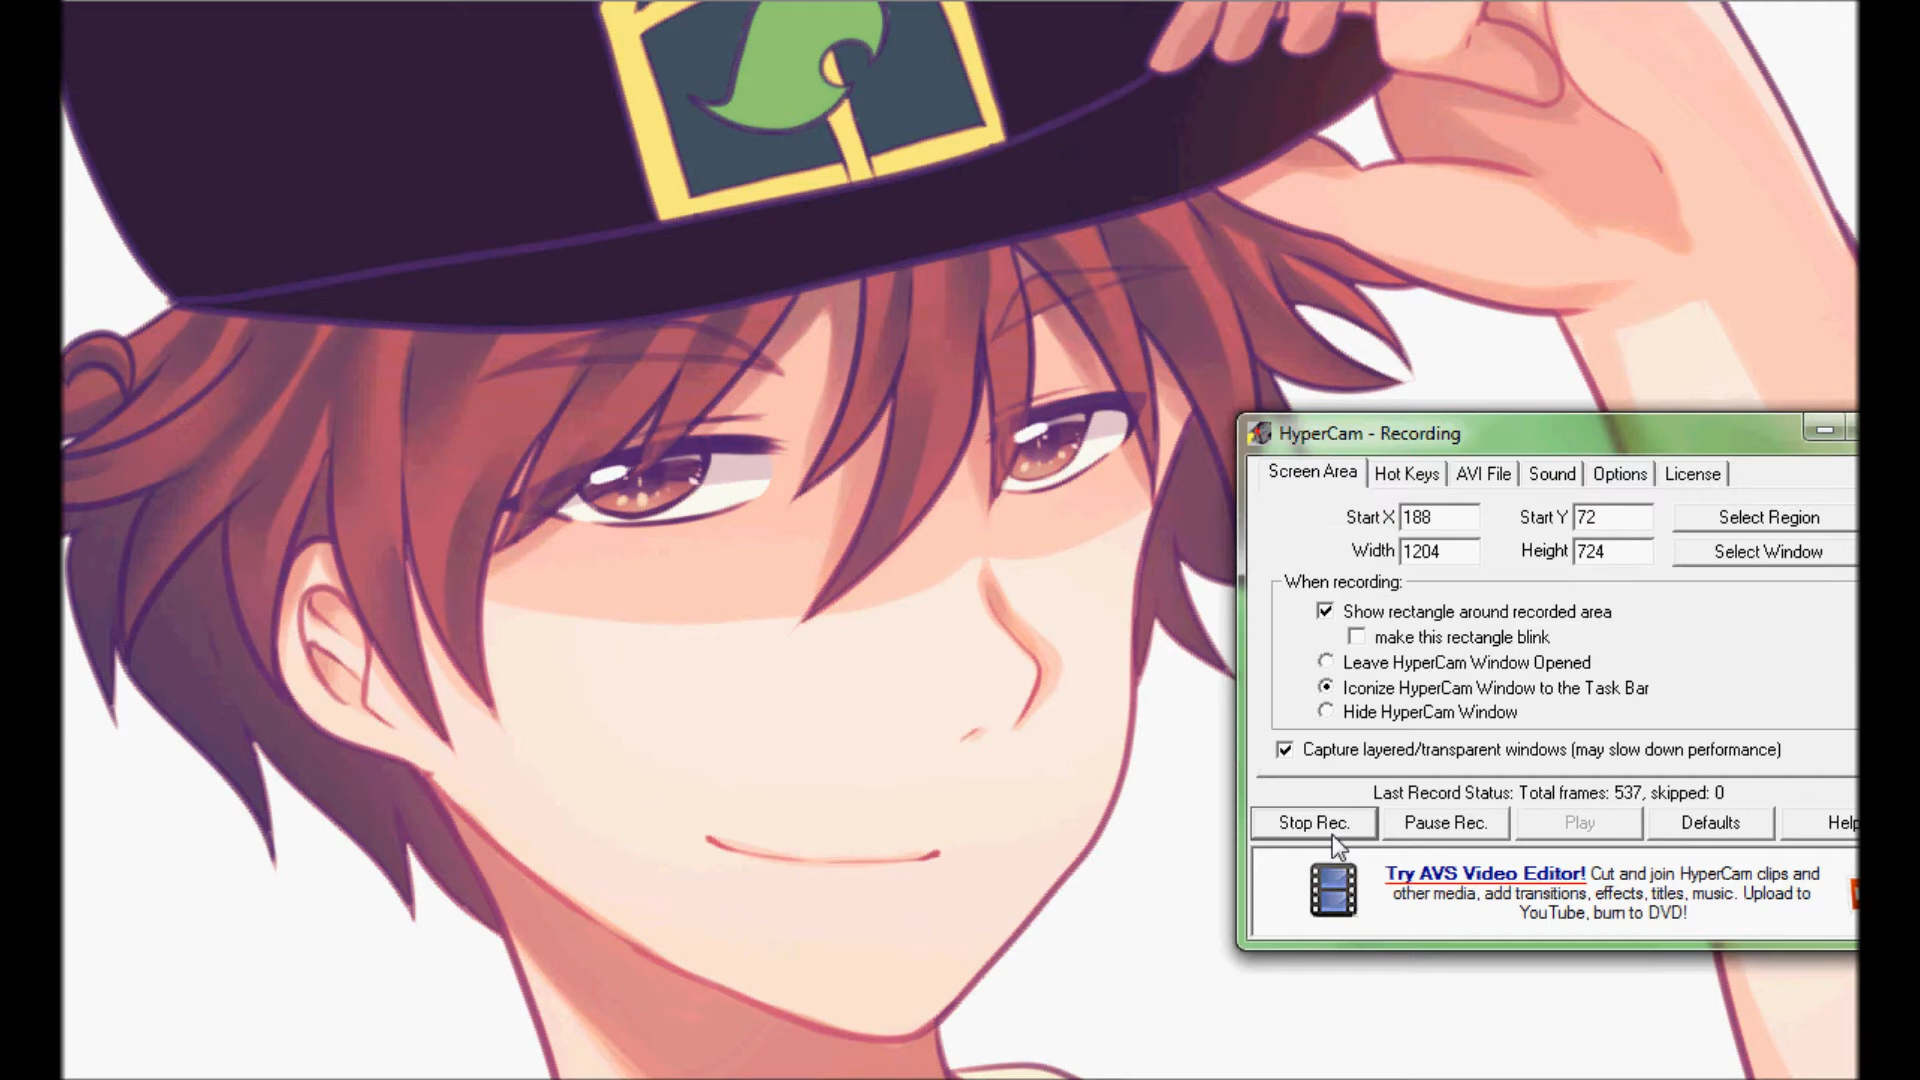 HyperCam - Recording
Screen Area Hot Keys AVI File Sound Options License
Start X 188 Start Y 72 Select Region
Width 1204 Height 724 Select Window
When recording:
Show rectangle around recorded area
make this rectangle blink
Leave HyperCam Window Opened
Iconize HyperCam Window to the Task Bar
Hide HyperCam Window
Capture layered/transparent windows (may slow down performance)
Last Record Status: Total frames: 537, skipped: 0
Stop Rec. Pause Rec. Play Defaults Help
Try AVS Video Editor! Cut and join HyperCam clips and
other media, add transitions, effects, titles, music. Upload to
YouTube, burn to DVD!